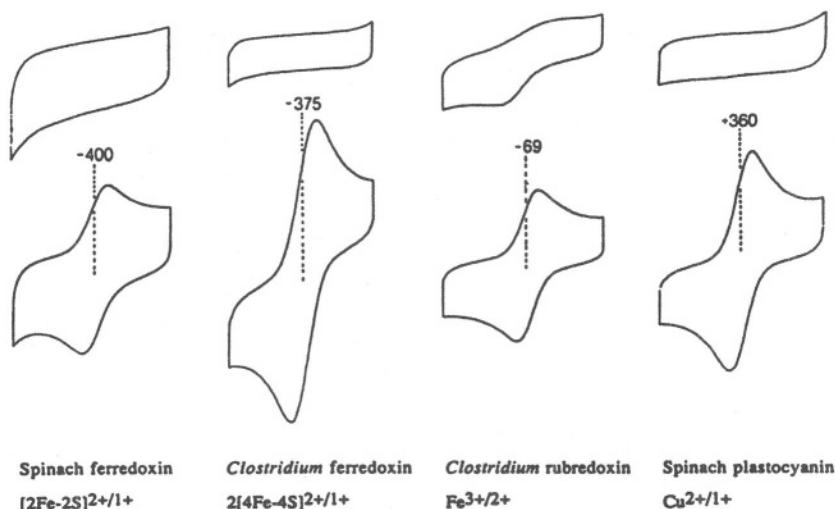 -400
-375
-69
+360
Spinach ferredoxin
[2Fe-2S]2+/1+
Clostridium ferredoxin
2[4Fe-4S]2+/1+
Clostridium rubredoxin
Fe3+/2+
Spinach plastocyanin
Cu2+/1+